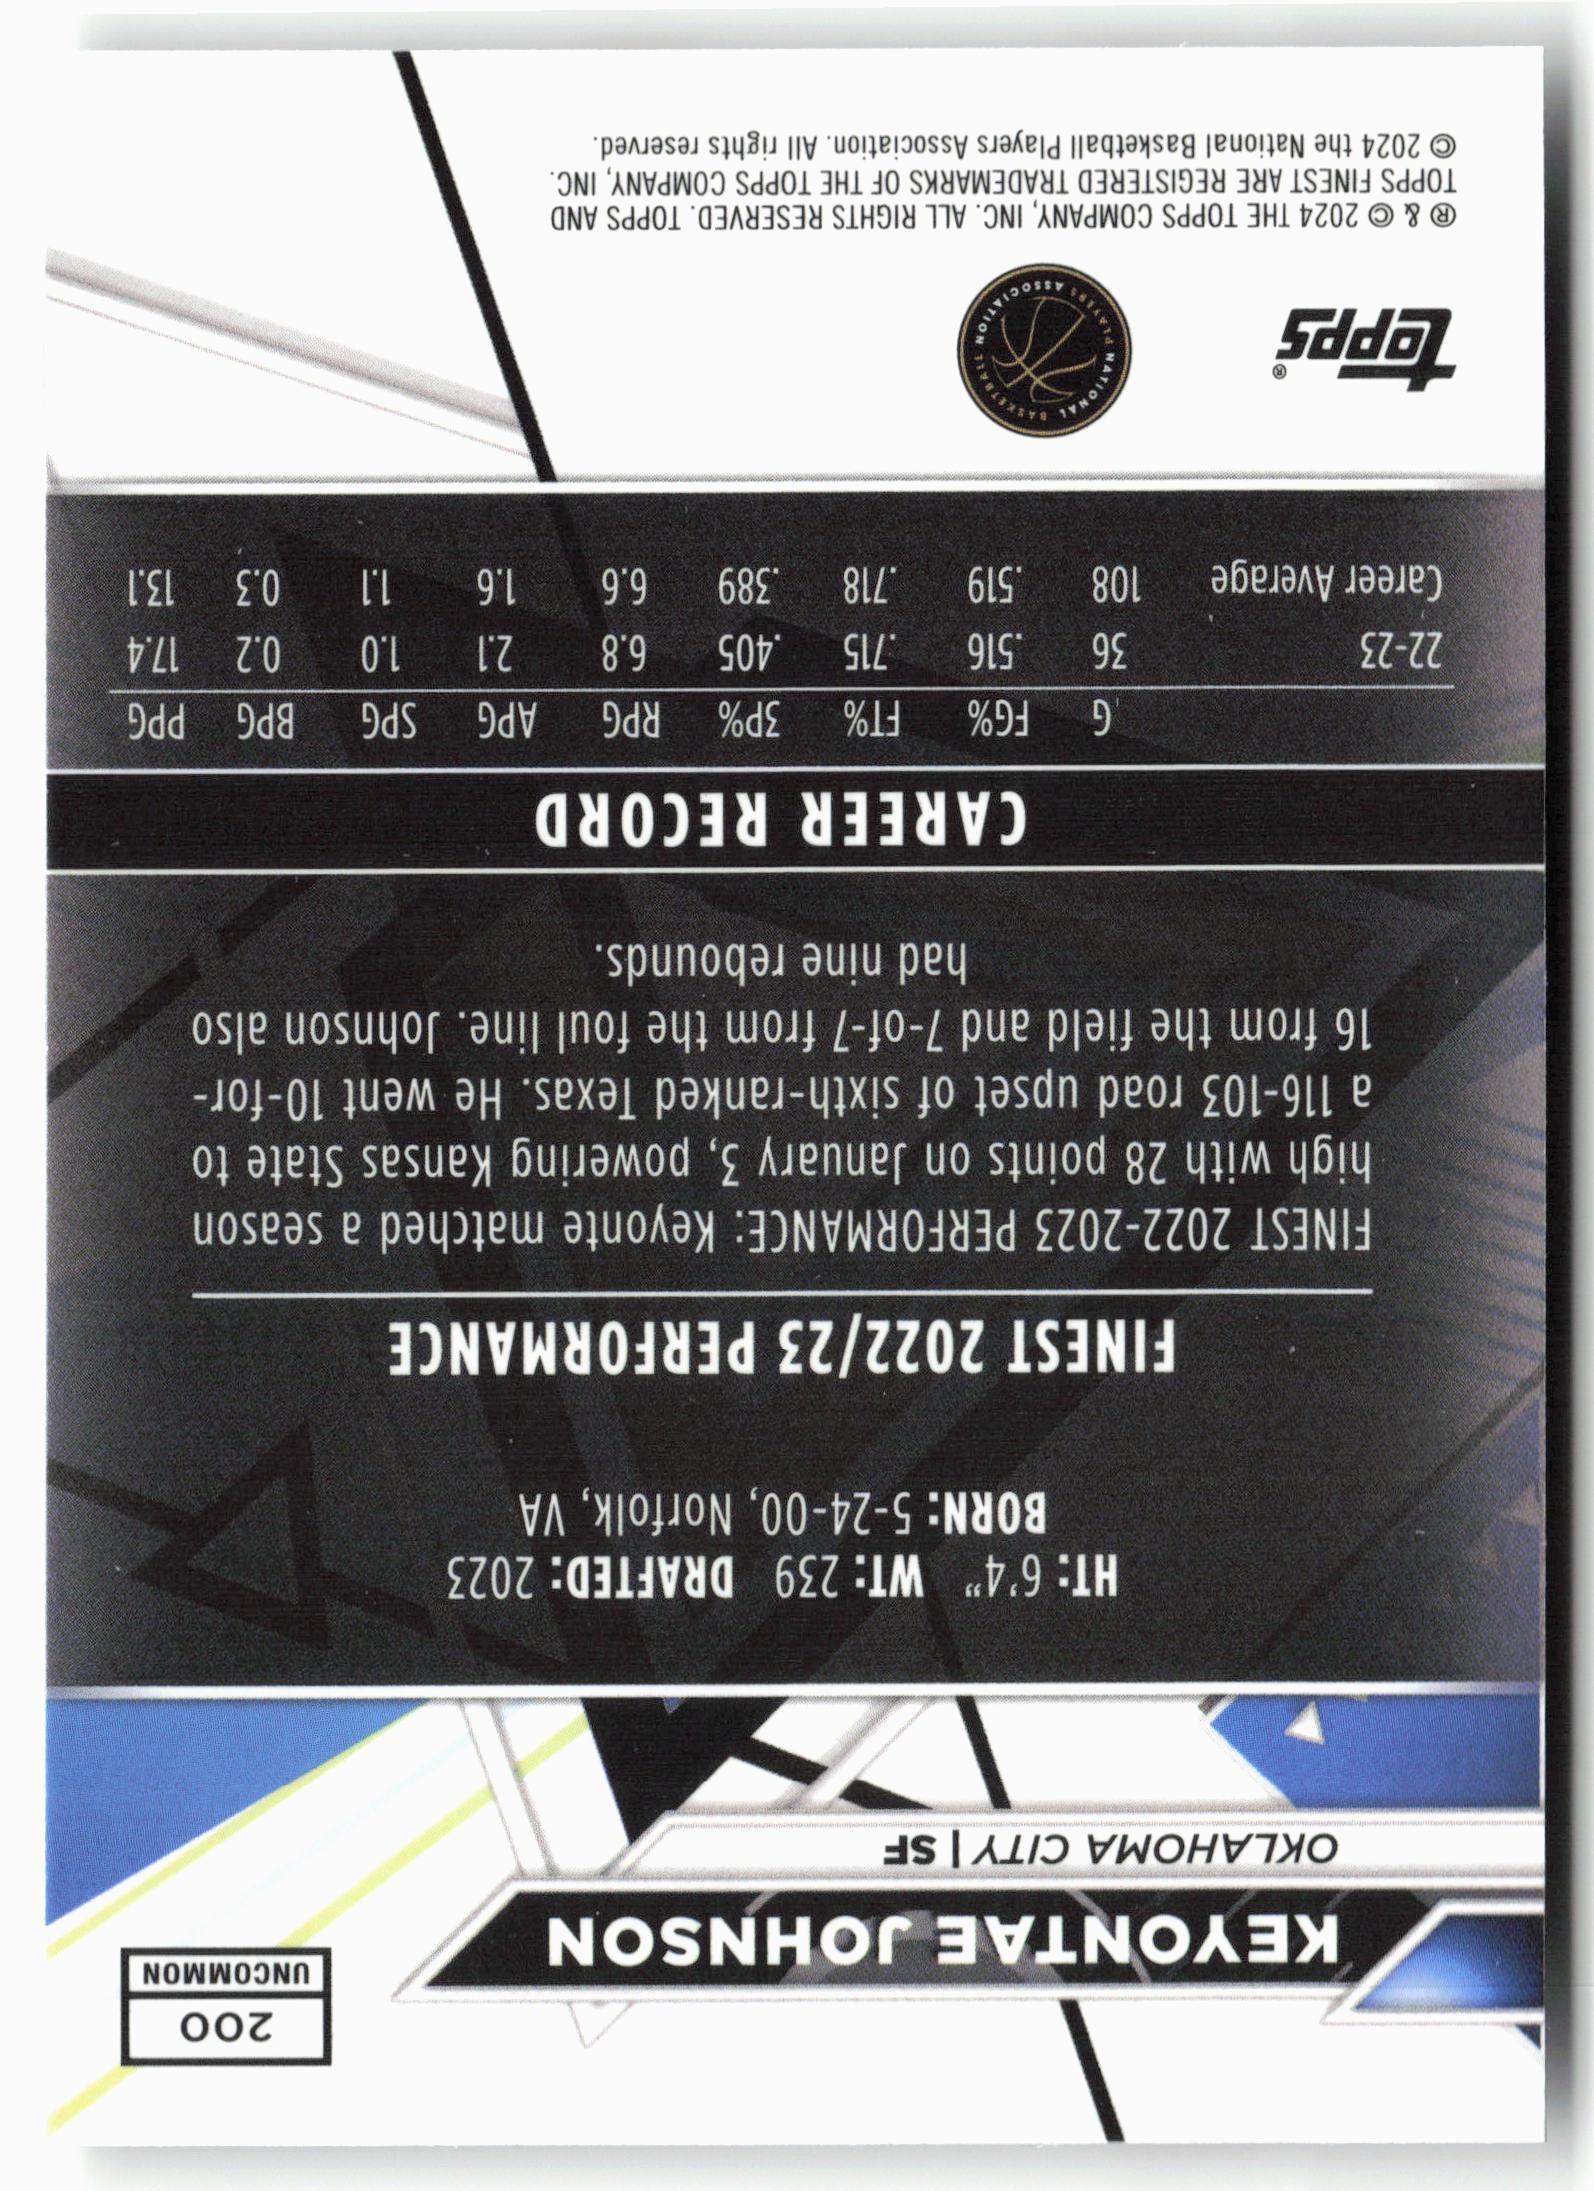 200
UNCOMMON
KEYONTAE JOHNSON
OKLAHOMA CITY | SF
HT: 6'4" WT: 239 DRAFTED: 2023
BORN: 5-24-00, Norfolk, VA
FINEST 2022/23 PERFORMANCE
FINEST 2022-2023 PERFORMANCE: Keyonte matched a season
high with 28 points on January 3, powering Kansas State to
a 116-103 road upset of sixth-ranked Texas. He went 10-for-
16 from the field and 7-of-7 from the foul line. Johnson also
had nine rebounds.
CAREER RECORD
G FG% FT% 3P% RPG APG SPG BPG PPG
22-23 36 .516 .715 .405 6.8 2.1 1.0 0.2 17.4
Career Average 108 .519 .718 .389 6.6 1.6 1.1 0.3 13.1
topps®
NATIONAL BASKETBALL PLAYERS ASSOCIATION
® & © 2024 THE TOPPS COMPANY, INC. ALL RIGHTS RESERVED. TOPPS AND
TOPPS FINEST ARE REGISTERED TRADEMARKS OF THE TOPPS COMPANY, INC.
© 2024 the National Basketball Players Association. All rights reserved.